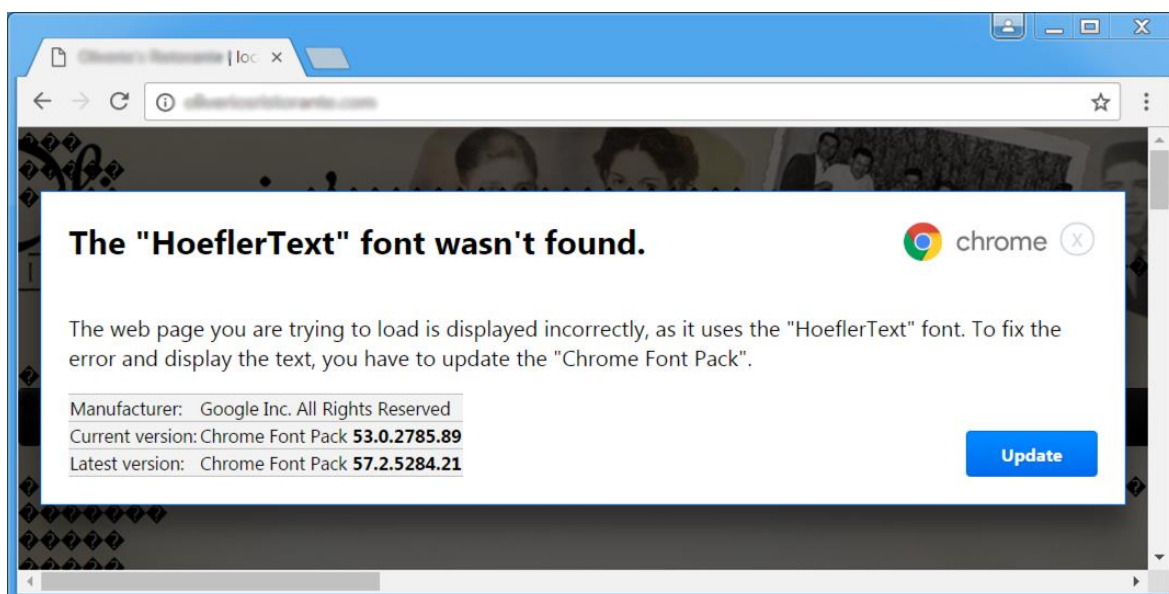 | loc
The "HoeflerText" font wasn't found.
chrome
The web page you are trying to load is displayed incorrectly, as it uses the "HoeflerText" font. To fix the
error and display the text, you have to update the "Chrome Font Pack".
Manufacturer: Google Inc. All Rights Reserved
Current version: Chrome Font Pack 53.0.2785.89
Latest version: Chrome Font Pack 57.2.5284.21
Update